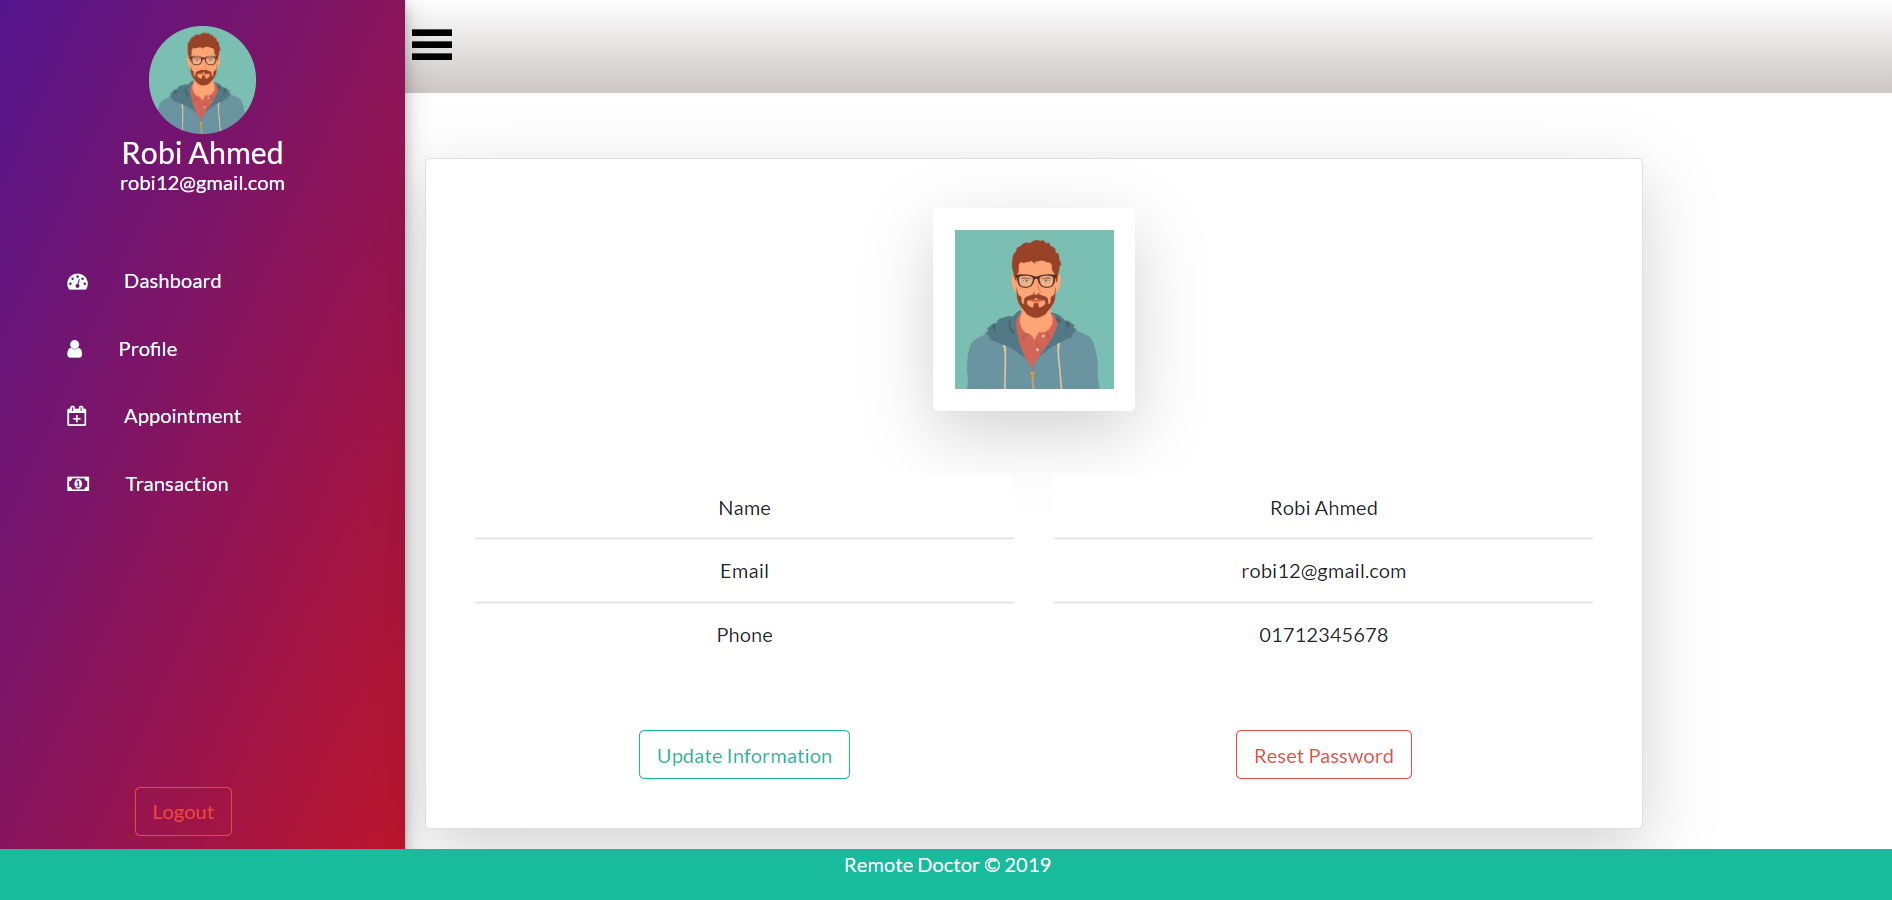 Robi Ahmed
robi12@gmail.com
Dashboard
Profile
Appointment
Transaction
Logout
Name Robi Ahmed
Email robi12@gmail.com
Phone 01712345678
Update Information Reset Password
Remote Doctor © 2019